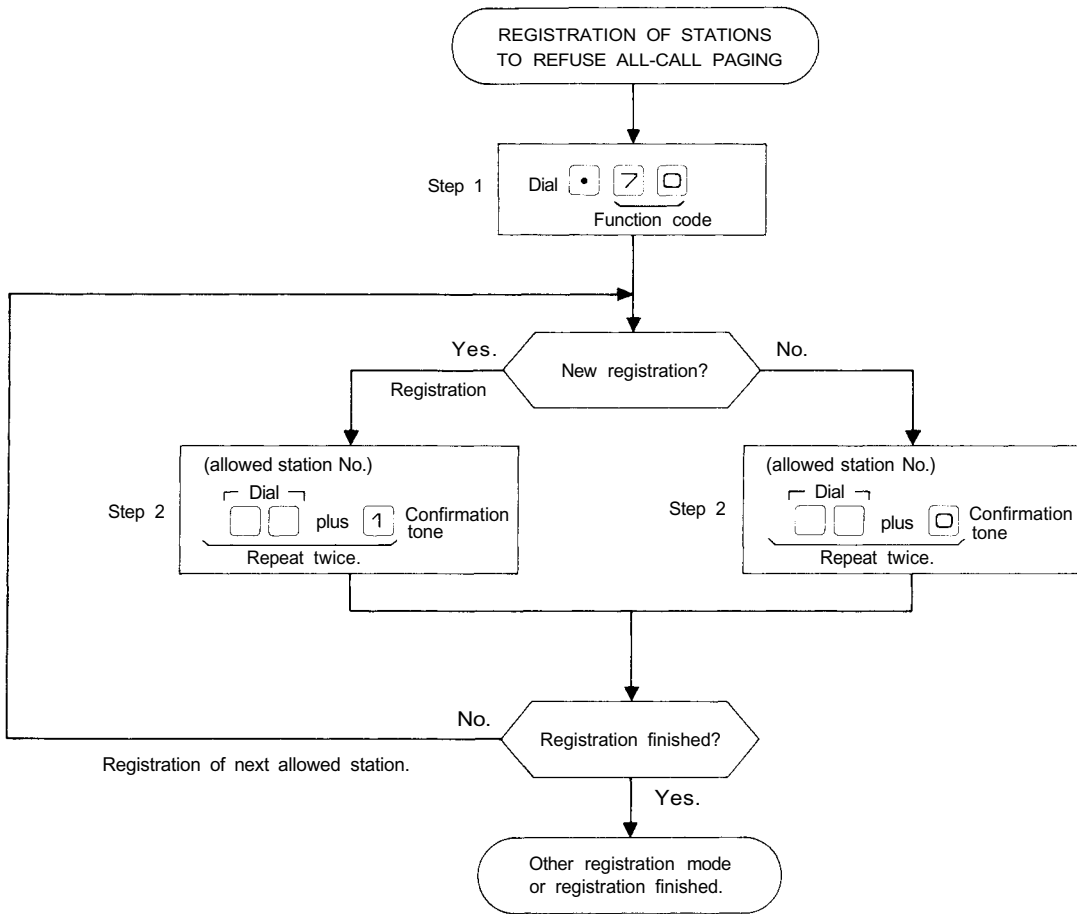 REGISTRATION OF STATIONS
TO REFUSE ALL-CALL PAGING
Step 1
Dial • 7 0
Function code
Yes.
New registration?
No.
Registration
(allowed station No.)
Dial
Step 2
plus 1 Confirmation
tone
Repeat twice.
(allowed station No.)
Dial
Step 2
plus 0 Confirmation
tone
Repeat twice.
No.
Registration finished?
Registration of next allowed station.
Yes.
Other registration mode
or registration finished.